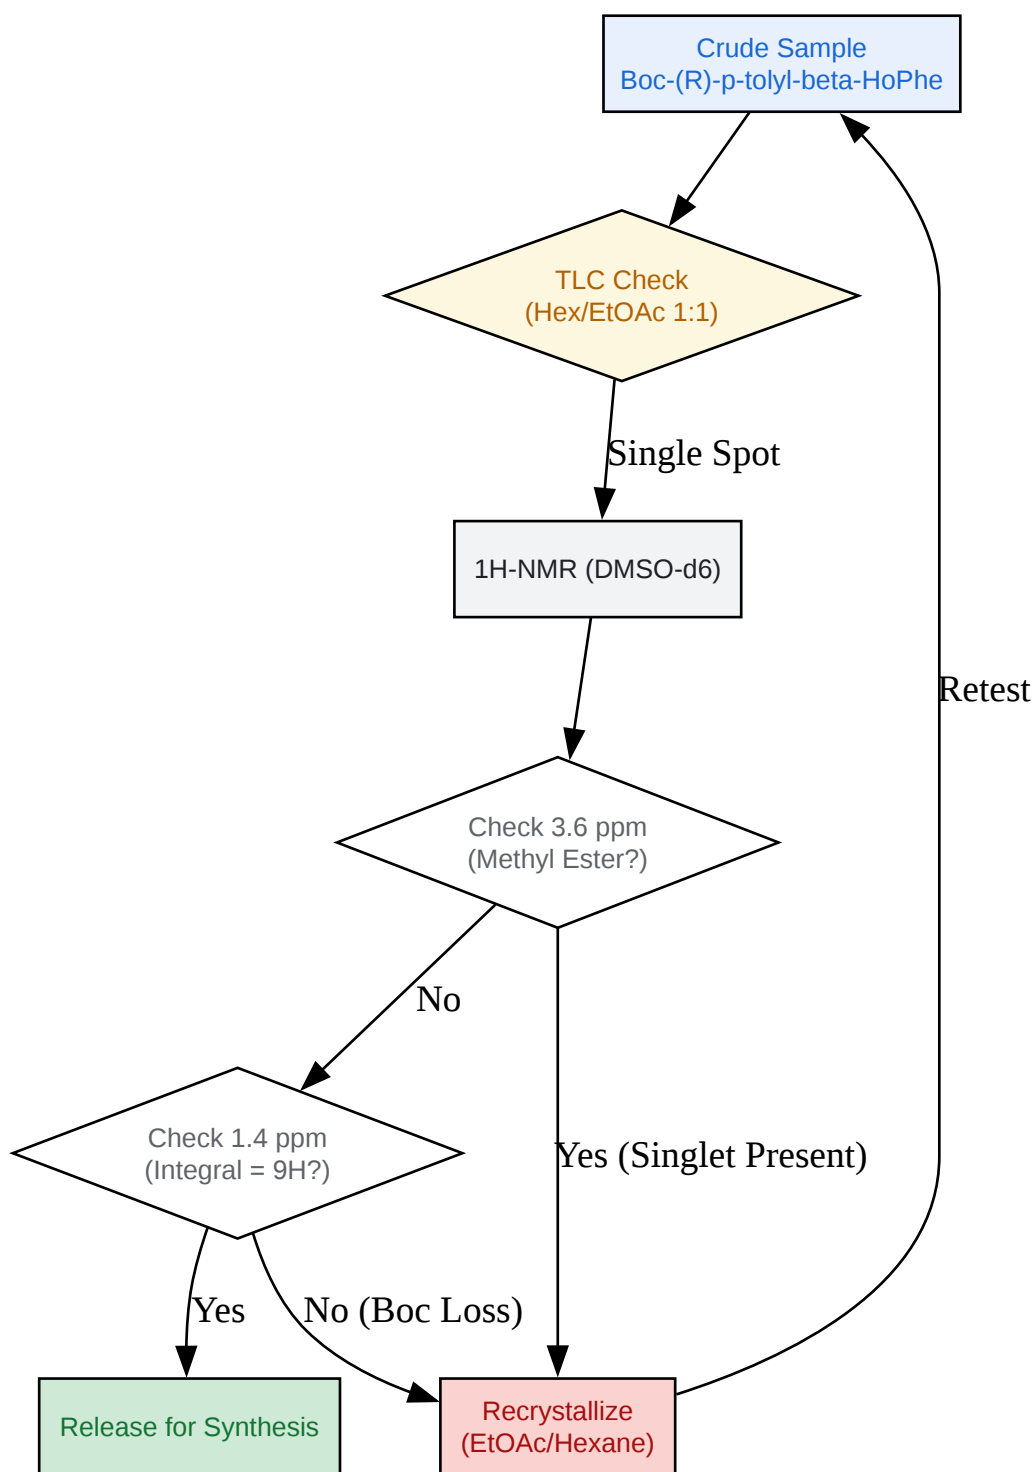 Crude Sample
Boc-(R)-p-tolyl-beta-HoPhe
TLC Check
(Hex/EtOAc 1:1)
Single Spot
1H-NMR (DMSO-d6)
Retest
Check 3.6 ppm
(Methyl Ester?)
No
Check 1.4 ppm
(Integral = 9H?)
Yes (Singlet Present)
Yes
No (Boc Loss)
Release for Synthesis
Recrystallize
(EtOAc/Hexane)